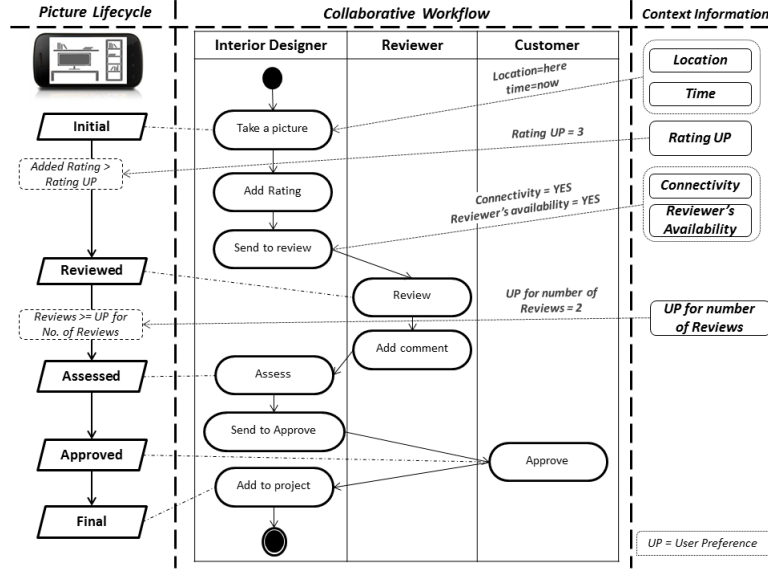 Picture Lifecycle
Collaborative Workflow
Context Information
Interior Designer
Reviewer
Customer
Location=here
time=now
Location
Time
Initial
Take a picture
Rating UP = 3
Rating UP
Added Rating >
Rating UP
Add Rating
Connectivity = YES
Reviewer's availability = YES
Connectivity
Reviewer's
Availability
Send to review
Reviewed
Review
UP for number of
Reviews = 2
UP for number
of Reviews
Reviews >= UP for
No. of Reviews
Add comment
Assessed
Assess
Send to Approve
Approved
Approve
Add to project
Final
UP = User Preference